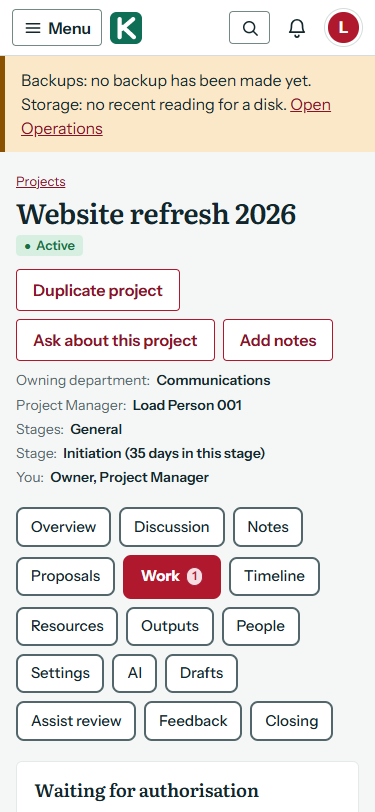 Menu
K
L
Backups: no backup has been made yet.
Storage: no recent reading for a disk. Open
Operations
Projects
Website refresh 2026
Active
Duplicate project
Ask about this project Add notes
Owning department: Communications
Project Manager: Load Person 001
Stages: General
Stage: Initiation (35 days in this stage)
You: Owner, Project Manager
Overview Discussion Notes
Proposals Work 1 Timeline
Resources Outputs People
Settings AI Drafts
Assist review Feedback Closing
Waiting for authorisation